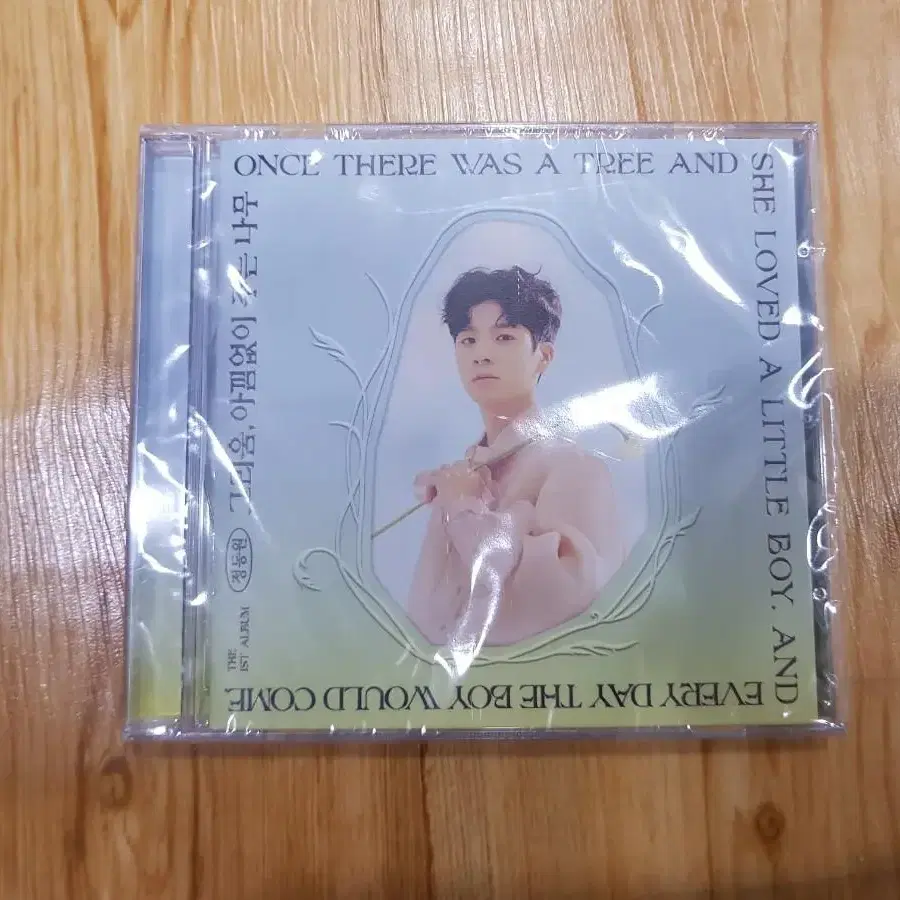 ONCE THERE WAS A TREE AND
SHE LOVED A LITTLE BOY. AND
EVERY DAY THE BOY WOULD COME
THE
1ST ALBUM
정동원
그리움, 아낌없이 주는 나무